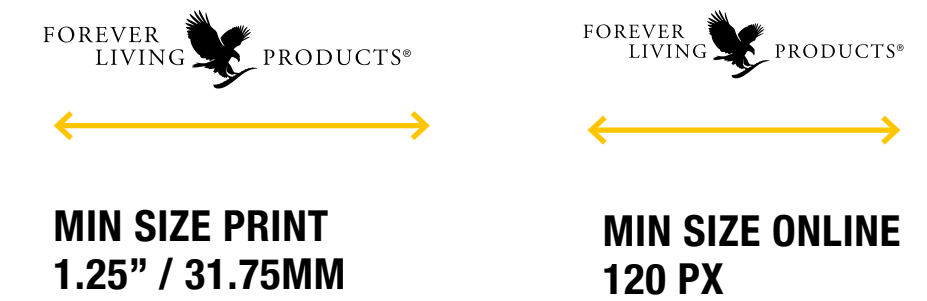 FOREVER
LIVING PRODUCTS®
FOREVER
LIVING PRODUCTS®
MIN SIZE PRINT
1.25” / 31.75MM
MIN SIZE ONLINE
120 PX